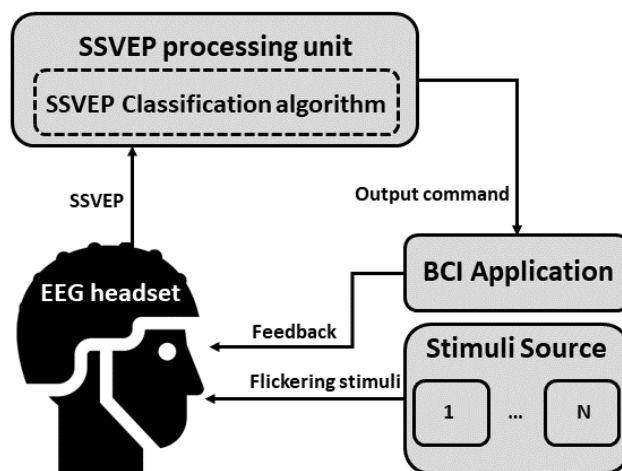 SSVEP processing unit
SSVEP Classification algorithm
SSVEP
Output command
EEG headset
BCI Application
Feedback
Stimuli Source
Flickering stimuli
1 ... N